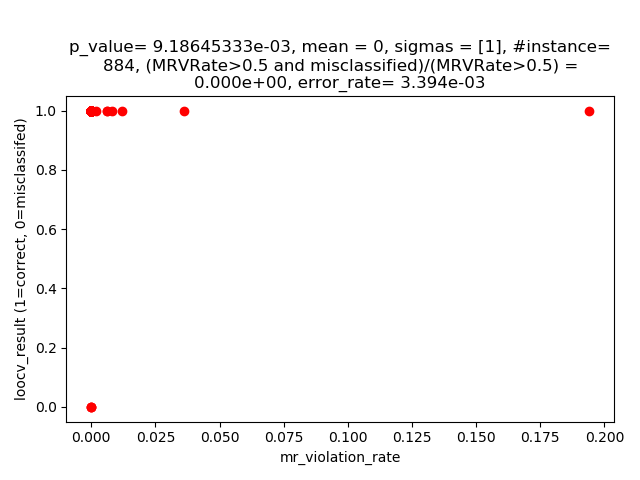 p_value= 9.18645333e-03, mean = 0, sigmas = [1], #instance=
884, (MRVRate>0.5 and misclassified)/(MRVRate>0.5) =
0.000e+00, error_rate= 3.394e-03
1.0
0.8
0.6
0.4
0.2
0.0
loocv_result (1=correct, 0=misclassifed)
0.000 0.025 0.050 0.075 0.100 0.125 0.150 0.175 0.200
mr_violation_rate